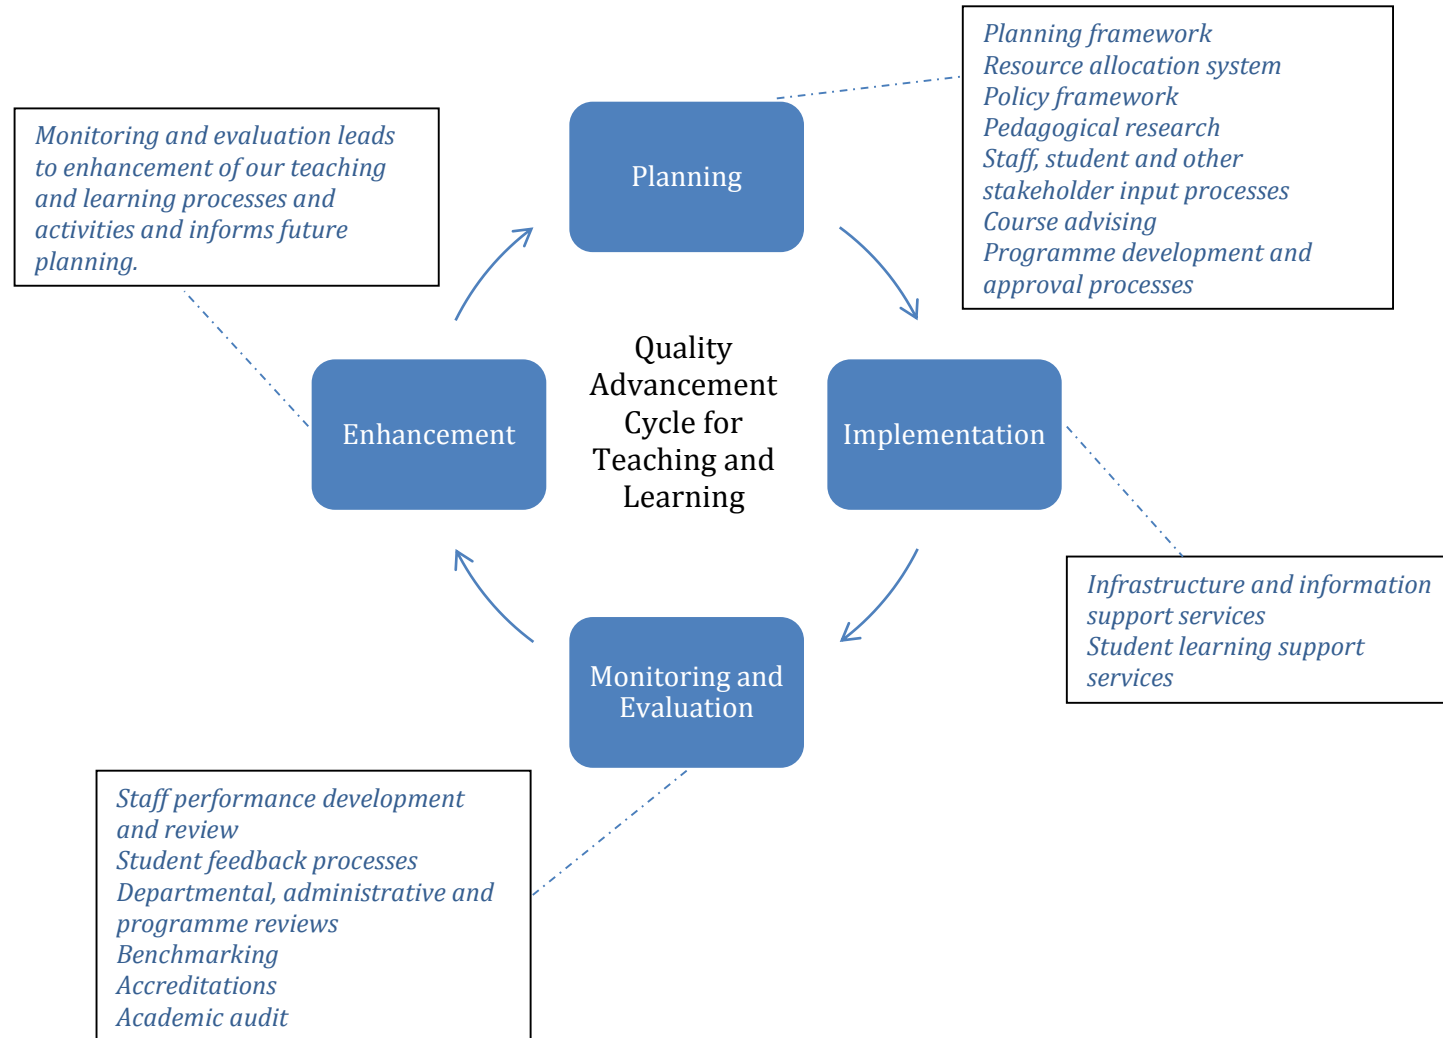 Planning framework
Resource allocation system
Policy framework
Pedagogical research
Staff, student and other
stakeholder input processes
Course advising
Programme development and
approval processes
Monitoring and evaluation leads
to enhancement of our teaching
and learning processes and
activities and informs future
planning.
Planning
Quality
Advancement
Cycle for
Teaching and
Learning
Enhancement
Implementation
Infrastructure and information
support services
Student learning support
services
Monitoring and
Evaluation
Staff performance development
and review
Student feedback processes
Departmental, administrative and
programme reviews
Benchmarking
Accreditations
Academic audit